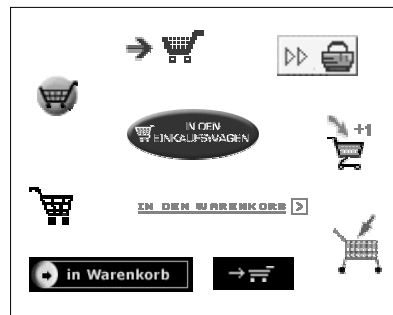 IN DEN
EINKAUFSWAGEN
+1
IN DEN WARENKORB
in Warenkorb